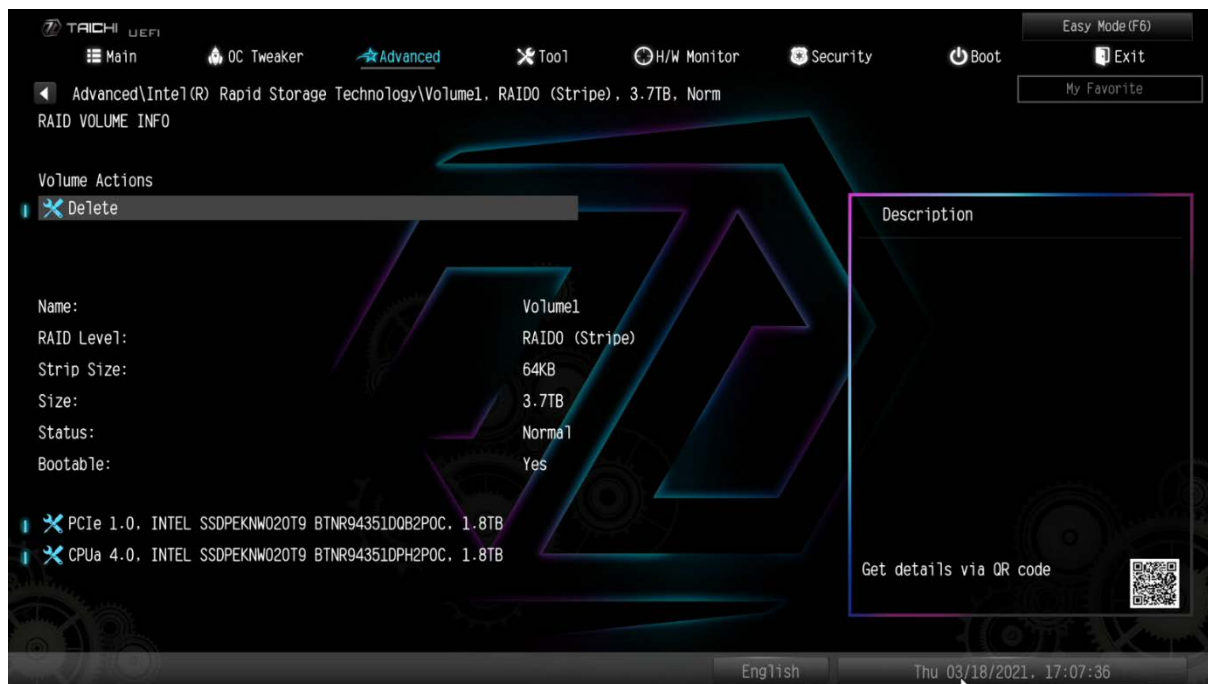 TAICHI UEFI
Easy Mode(F6)
Main OC Tweaker Advanced Tool H/W Monitor Security Boot Exit
Advanced\Intel(R) Rapid Storage Technology\Volume1, RAID0 (Stripe), 3.7TB, Norm
My Favorite
RAID VOLUME INFO
Volume Actions
Delete
Description
Name: Volume1
RAID Level: RAID0 (Stripe)
Strip Size: 64KB
Size: 3.7TB
Status: Normal
Bootable: Yes
PCIe 1.0, INTEL SSDPEKNW020T9 BTNR94351DQB2P0C, 1.8TB
CPUa 4.0, INTEL SSDPEKNW020T9 BTNR94351DPH2P0C, 1.8TB
Get details via QR code
English Thu 03/18/2021, 17:07:36